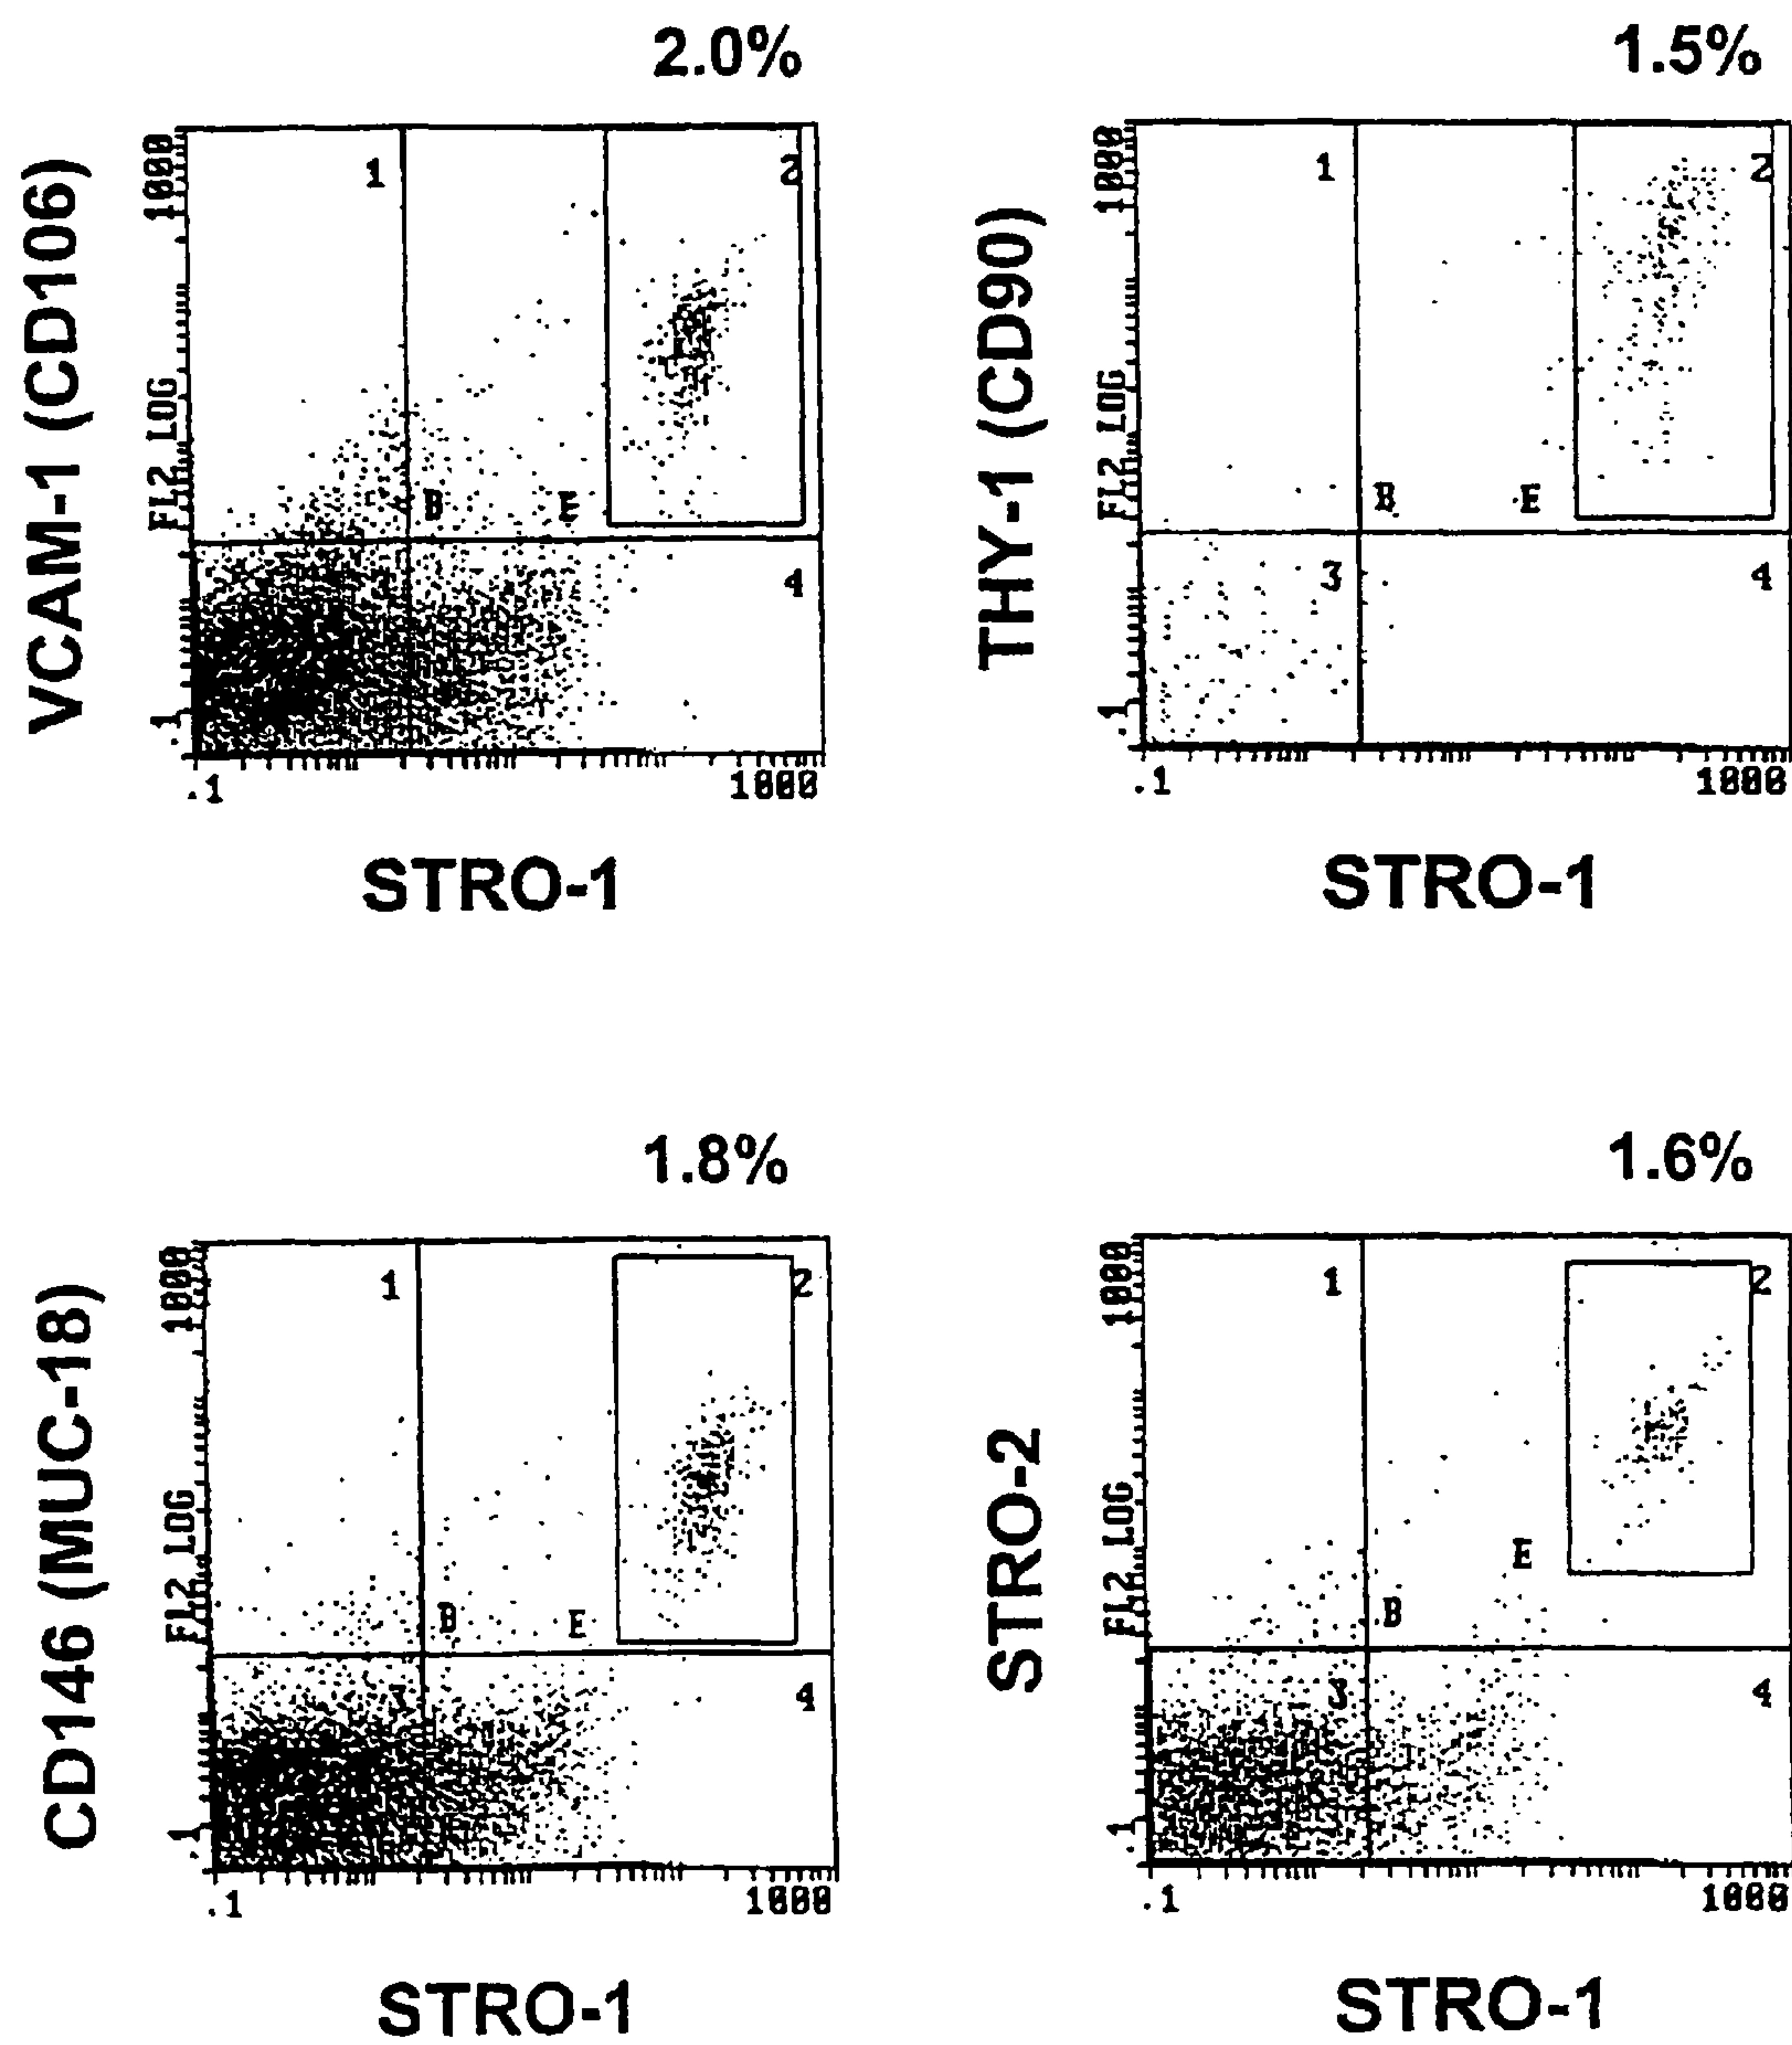 2.0%
VCAM-1 (CD106)
FL2 LOG
1000
.1
1
2
B
E
4
.1
1000
STRO-1
1.5%
THY-1 (CD90)
FL2 LOG
1000
.1
1
2
B
E
3
4
.1
1000
STRO-1
1.8%
CD146 (MUC-18)
FL2 LOG
1000
.1
1
2
B
E
4
.1
1000
STRO-1
1.6%
STRO-2
FL2 LOG
1000
.1
1
2
E
B
3
4
.1
1000
STRO-1